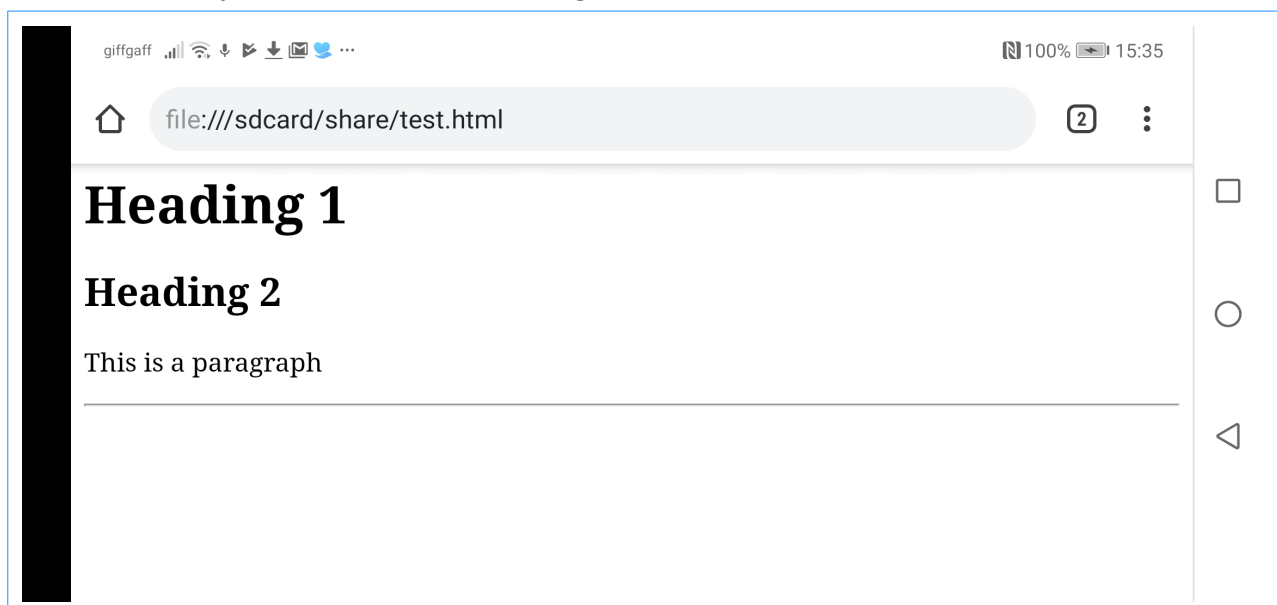 giffgaff 100% 15:35
file:///sdcard/share/test.html 2
Heading 1
Heading 2
This is a paragraph